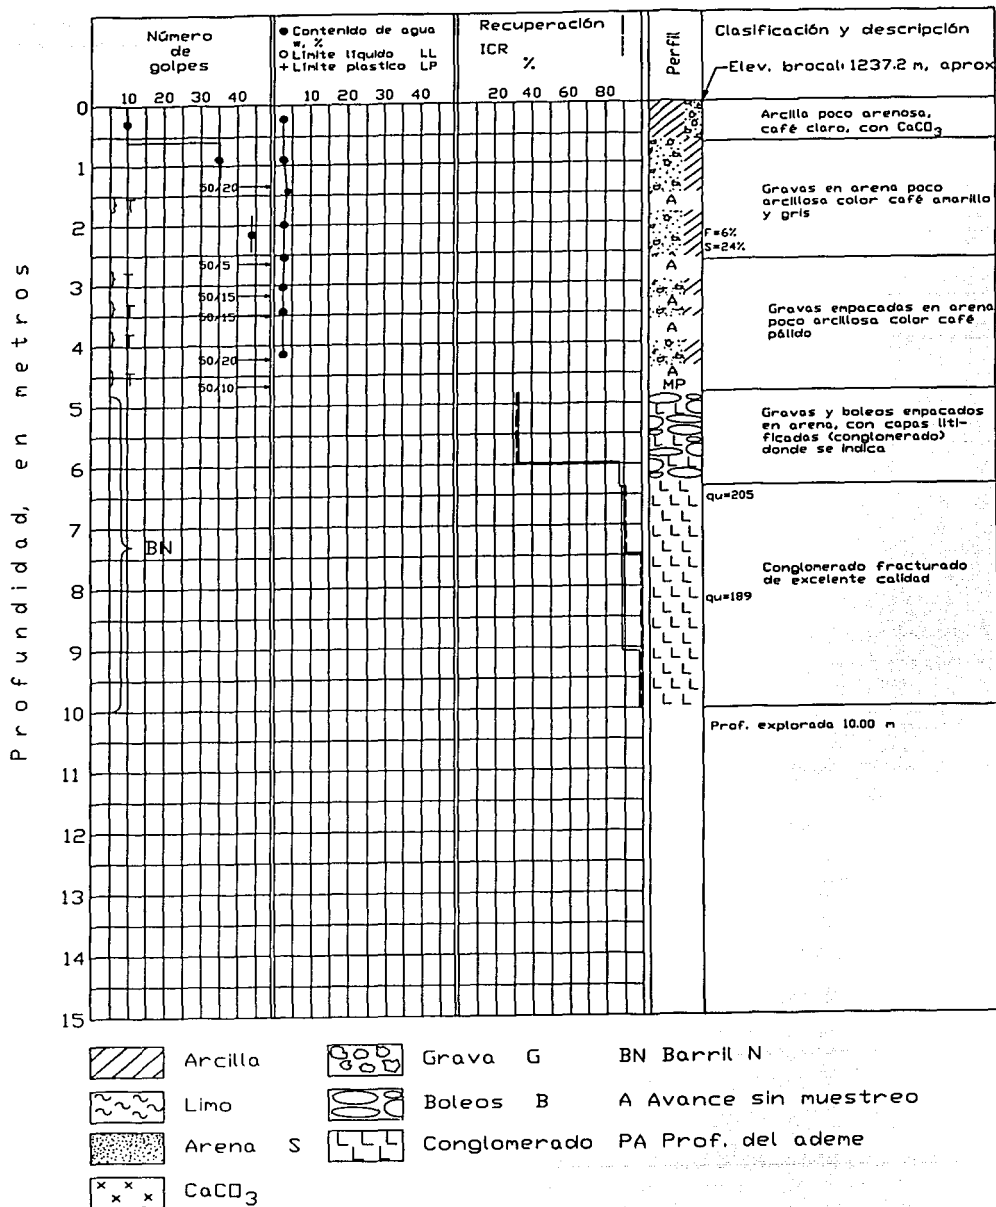 Número
de
golpes
10 20 30 40
● Contenido de agua
w, %
○ Límite líquido LL
+ Límite plastico LP
10 20 30 40
Recuperación
ICR
%
20 40 60 80
Perfil
Clasificación y descripción
Elev. brocal: 1237.2 m, aprox
Profundidad, en metros
0
1
2
3
4
5
6
7
8
9
10
11
12
13
14
15
50/20
T
50/5
T
50/15
T
50/15
T
50/20
T
50/10
BN
A
A
A
A
A
MP
Arcilla poco arenosa,
café claro, con CaCO3
Gravas en arena poco
arcillosa color café amarillo
y gris
F=6%
S=24%
Gravas empacadas en arena
poco arcillosa color café
pálido
Gravas y boleos empacados
en arena, con capas liti-
ficadas (conglomerado)
donde se indica
qu=205
Conglomerado fracturado
de excelente calidad
qu=189
Prof. explorada 10.00 m
Arcilla
Grava G
BN Barril N
Limo
Boleos B
A Avance sin muestreo
Arena S
Conglomerado
PA Prof. del ademe
CaCO3